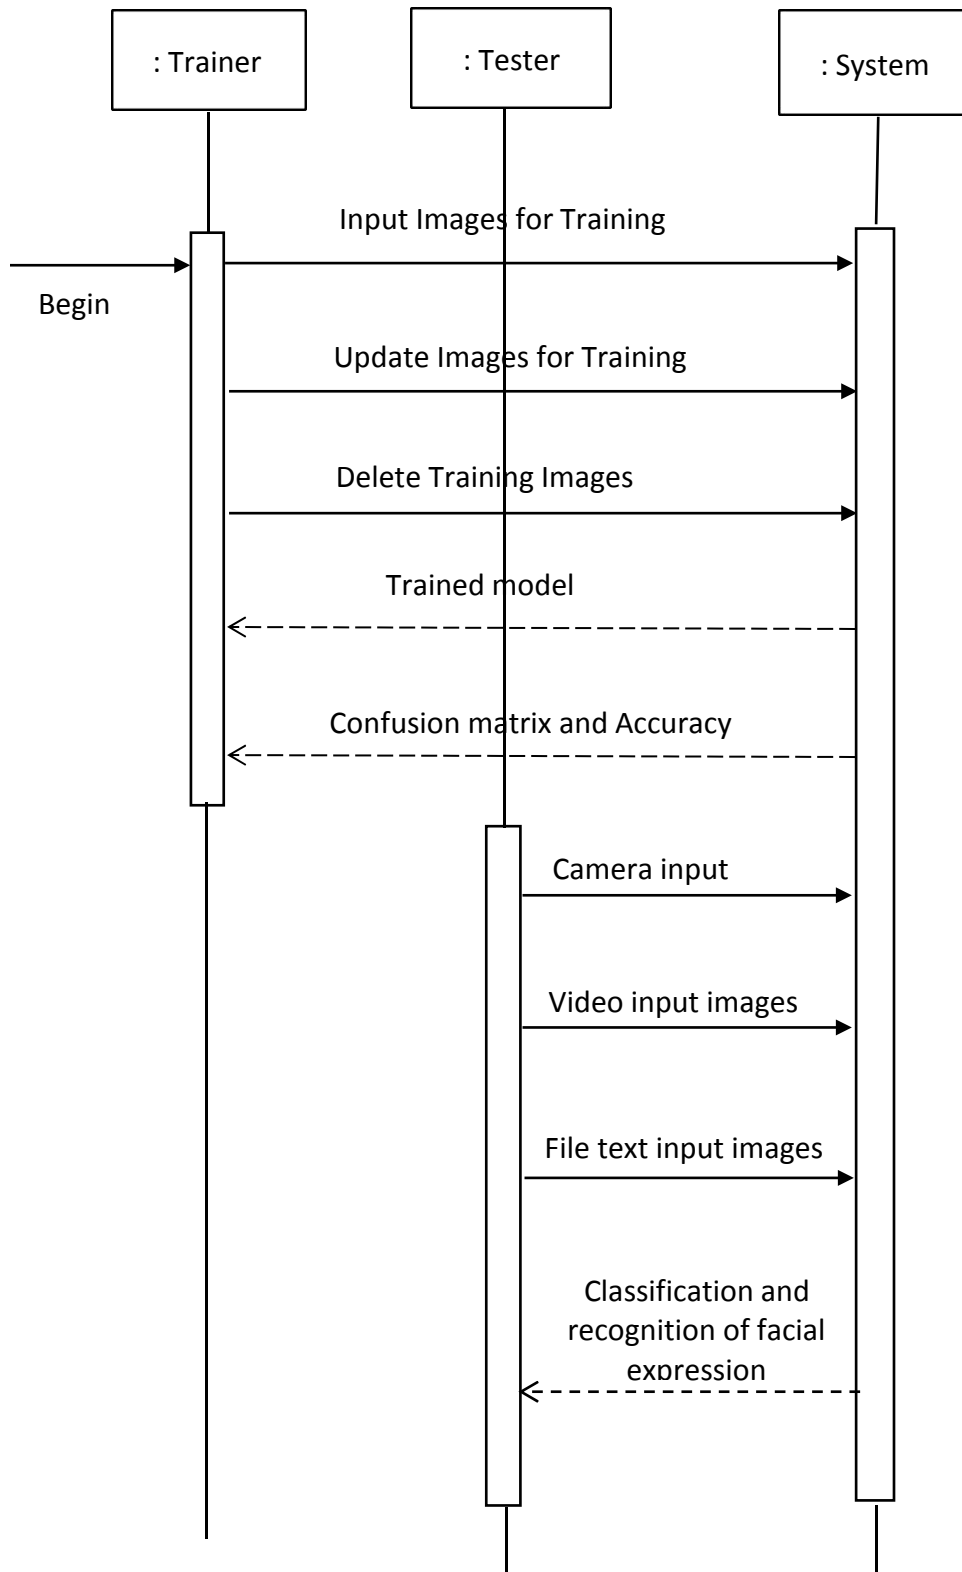 : Trainer
: Tester
: System
Input Images for Training
Begin
Update Images for Training
Delete Training Images
Trained model
Confusion matrix and Accuracy
Camera input
Video input images
File text input images
Classification and
recognition of facial
expression